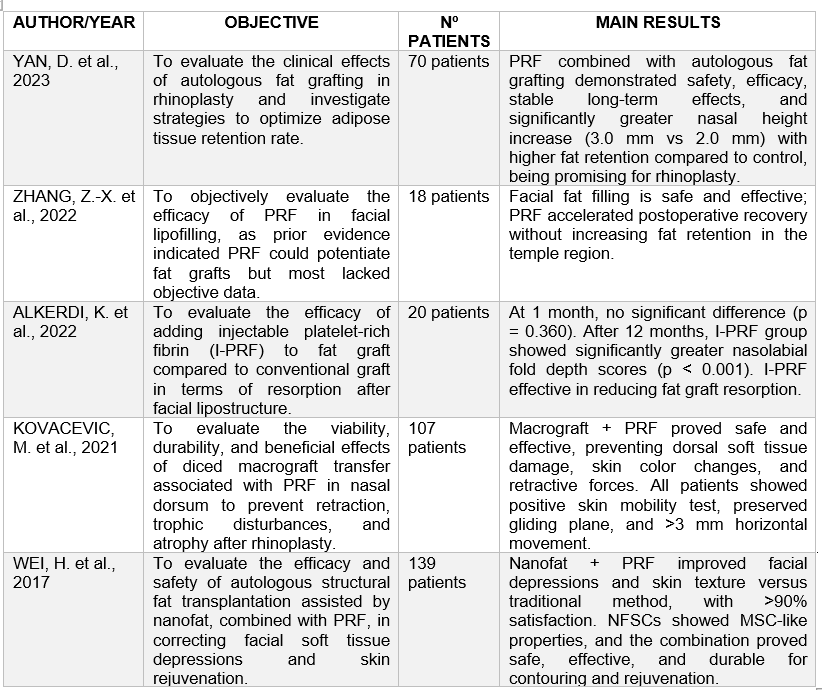 AUTHOR/YEAR
OBJECTIVE
Nº
PATIENTS
MAIN RESULTS
YAN, D. et al.,
2023
To evaluate the clinical effects
of autologous fat grafting in
rhinoplasty and investigate
strategies to optimize adipose
tissue retention rate.
70 patients
PRF combined with autologous fat
grafting demonstrated safety, efficacy,
stable long-term effects, and
significantly greater nasal height
increase (3.0 mm vs 2.0 mm) with
higher fat retention compared to control,
being promising for rhinoplasty.
ZHANG, Z.-X. et
al., 2022
To objectively evaluate the
efficacy of PRF in facial
lipofilling, as prior evidence
indicated PRF could potentiate
fat grafts but most lacked
objective data.
18 patients
Facial fat filling is safe and effective;
PRF accelerated postoperative recovery
without increasing fat retention in the
temple region.
ALKERDI, K. et
al., 2022
To evaluate the efficacy of
adding injectable platelet-rich
fibrin (I-PRF) to fat graft
compared to conventional graft
in terms of resorption after
facial lipostructure.
20 patients
At 1 month, no significant difference (p
= 0.360). After 12 months, I-PRF group
showed significantly greater nasolabial
fold depth scores (p < 0.001). I-PRF
effective in reducing fat graft resorption.
KOVACEVIC,
M. et al., 2021
To evaluate the viability,
durability, and beneficial effects
of diced macrograft transfer
associated with PRF in nasal
dorsum to prevent retraction,
trophic disturbances, and
atrophy after rhinoplasty.
107
patients
Macrograft + PRF proved safe and
effective, preventing dorsal soft tissue
damage, skin color changes, and
retractive forces. All patients showed
positive skin mobility test, preserved
gliding plane, and >3 mm horizontal
movement.
WEI, H. et al.,
2017
To evaluate the efficacy and
safety of autologous structural
fat transplantation assisted by
nanofat, combined with PRF, in
correcting facial soft tissue
depressions and skin
rejuvenation.
139
patients
Nanofat + PRF improved facial
depressions and skin texture versus
traditional method, with >90%
satisfaction. NFSCs showed MSC-like
properties, and the combination proved
safe, effective, and durable for
contouring and rejuvenation.